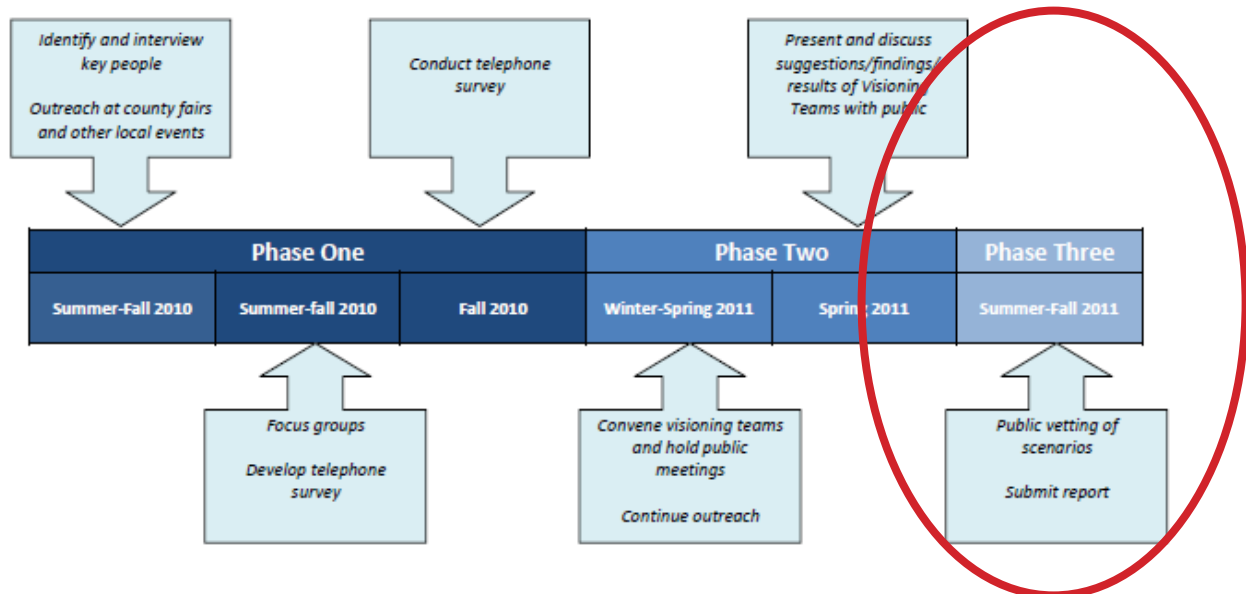 Identify and interview
key people
Outreach at county fairs
and other local events
Conduct telephone
survey
Present and discuss
suggestions/findings/
results of Visioning
Teams with public
Phase One
Phase Two
Phase Three
Summer-Fall 2010
Summer-fall 2010
Fall 2010
Winter-Spring 2011
Spring 2011
Summer-Fall 2011
Focus groups
Develop telephone
survey
Convene visioning teams
and hold public
meetings
Continue outreach
Public vetting of
scenarios
Submit report